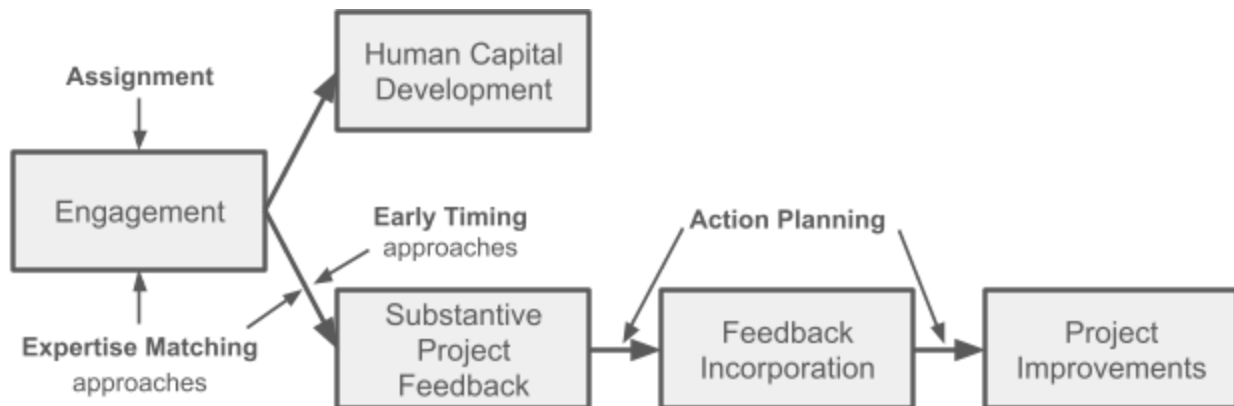 Human Capital
Development
Assignment
Engagement
Early Timing
approaches
Action Planning
Expertise Matching
approaches
Substantive
Project
Feedback
Feedback
Incorporation
Project
Improvements